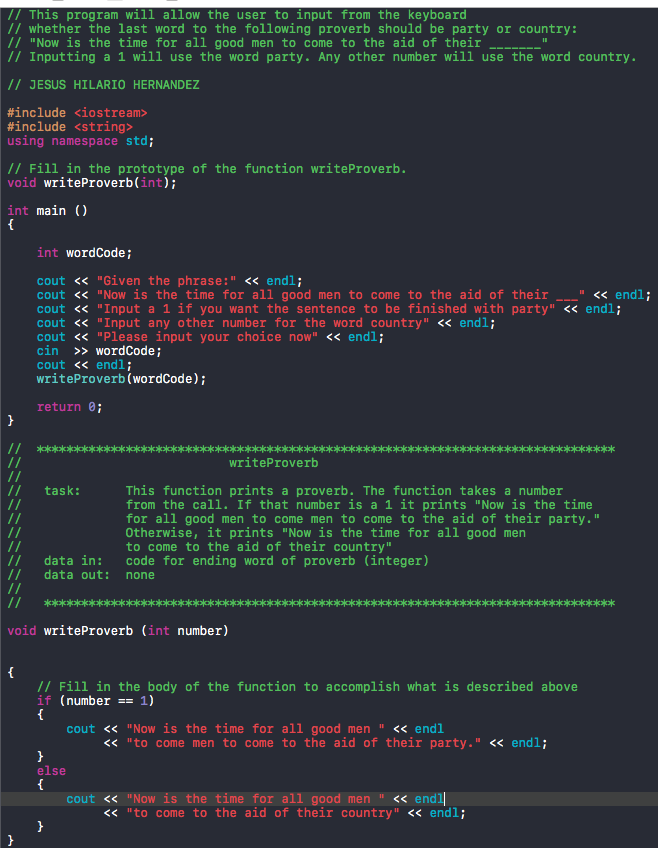 // This program will allow the user to input from the keyboard
// whether the last word to the following proverb should be party or country:
// "Now is the time for all good men to come to the aid of their _______"
// Inputting a 1 will use the word party. Any other number will use the word country.
// JESUS HILARIO HERNANDEZ
#include <iostream>
#include <string>
using namespace std;
// Fill in the prototype of the function writeProverb.
void writeProverb(int);
int main ()
{
int wordCode;
cout << "Given the phrase:" << endl;
cout << "Now is the time for all good men to come to the aid of their ___" << endl;
cout << "Input a 1 if you want the sentence to be finished with party" << endl;
cout << "Input any other number for the word country" << endl;
cout << "Please input your choice now" << endl;
cin  >> wordCode;
cout << endl;
writeProverb(wordCode);
return 0;
}
//  ******************************************************************************
//                            writeProverb
//
//   task:      This function prints a proverb. The function takes a number
//              from the call. If that number is a 1 it prints "Now is the time
//              for all good men to come men to come to the aid of their party."
//              Otherwise, it prints "Now is the time for all good men
//              to come to the aid of their country"
//   data in:   code for ending word of proverb (integer)
//   data out:  none
//
//   *****************************************************************************
void writeProverb (int number)
{
// Fill in the body of the function to accomplish what is described above
if (number == 1)
{
cout << "Now is the time for all good men " << endl
<< "to come men to come to the aid of their party." << endl;
}
else
{
cout << "Now is the time for all good men " << endl
<< "to come to the aid of their country" << endl;
}
}